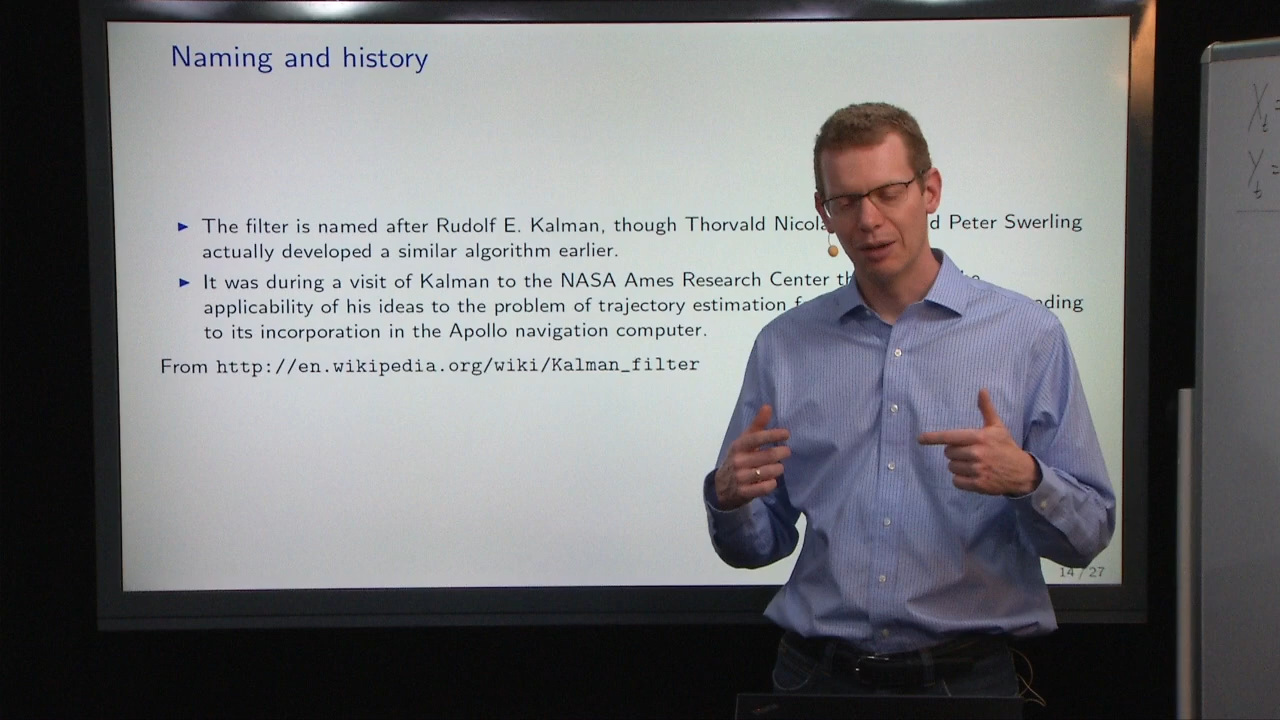 Naming and history
The filter is named after Rudolf E. Kalman, though Thorvald Peter Swerling
actually developed a similar algorithm earlier.
It was during a visit of Kalman to the NASA Ames Research Center
applicability of his ideas to the problem of trajectory estimation
to its incorporation in the Apollo navigation computer.
From http://en.wikipedia.org/wiki/Kalman_filter
14 / 27
X_t =
Y_t =